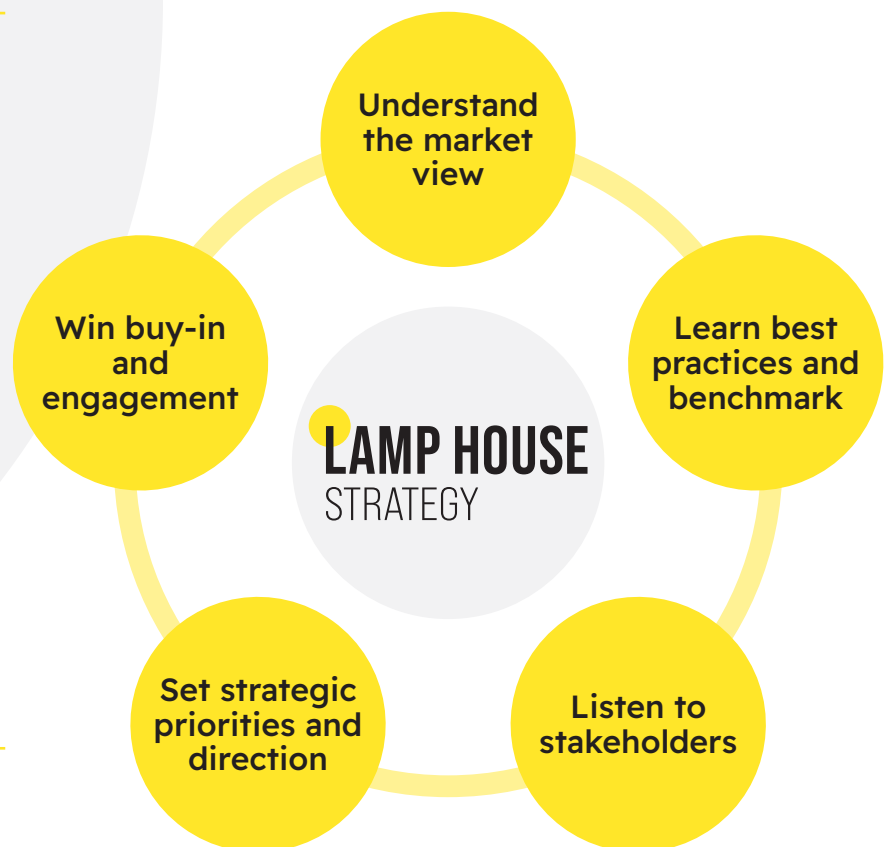 Understand
the market
view
Learn best
practices and
benchmark
Listen to
stakeholders
Set strategic
priorities and
direction
Win buy-in
and
engagement
LAMP HOUSE
STRATEGY